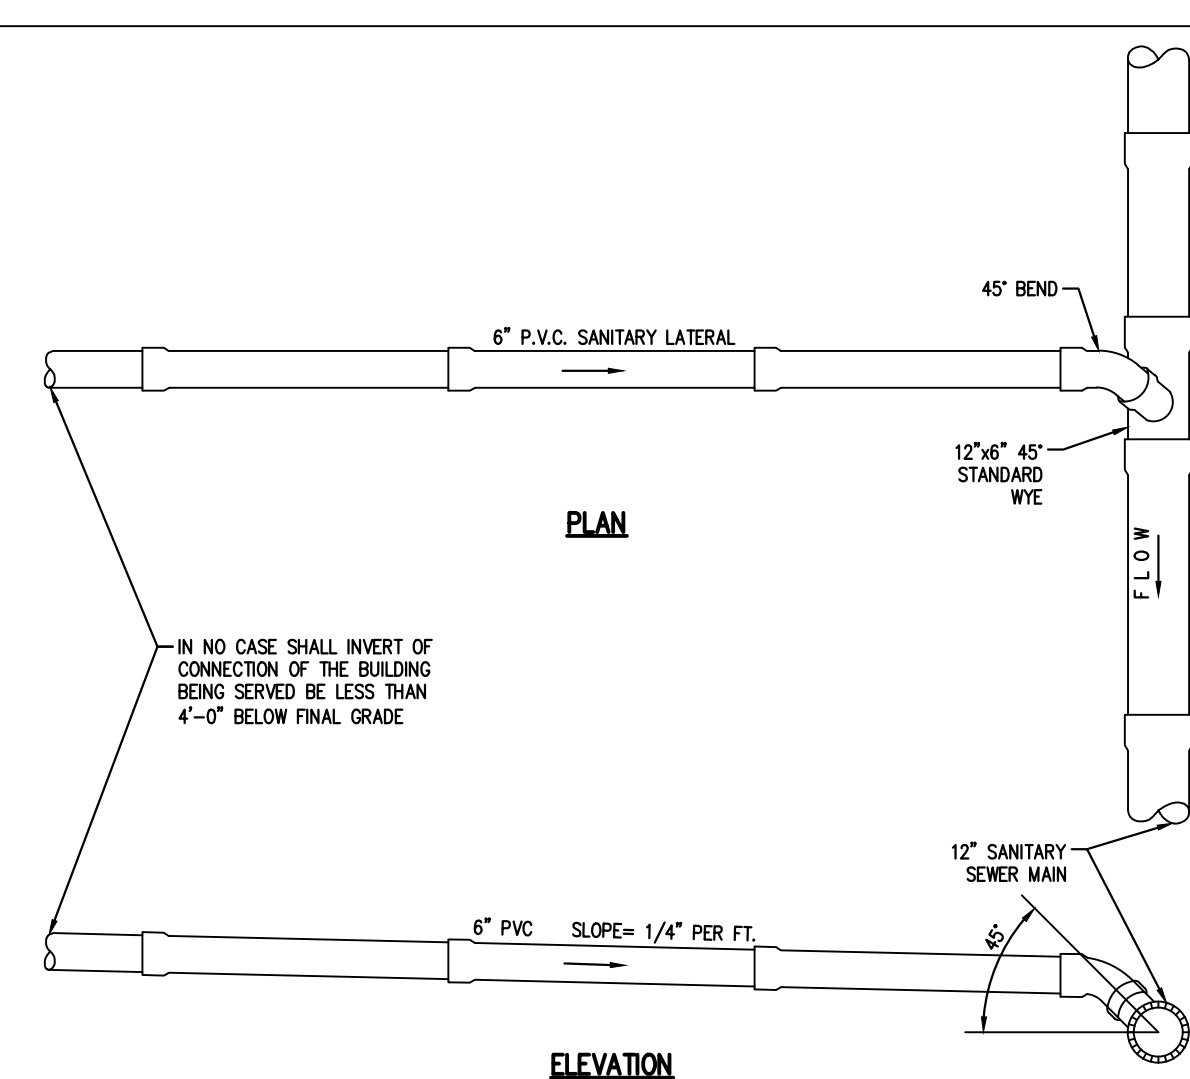 45° BEND
6" P.V.C. SANITARY LATERAL
12"x6" 45°
STANDARD
WYE
PLAN
FLOW
IN NO CASE SHALL INVERT OF
CONNECTION OF THE BUILDING
BEING SERVED BE LESS THAN
4'-0" BELOW FINAL GRADE
12" SANITARY
SEWER MAIN
6" PVC SLOPE= 1/4" PER FT.
45°
ELEVATION